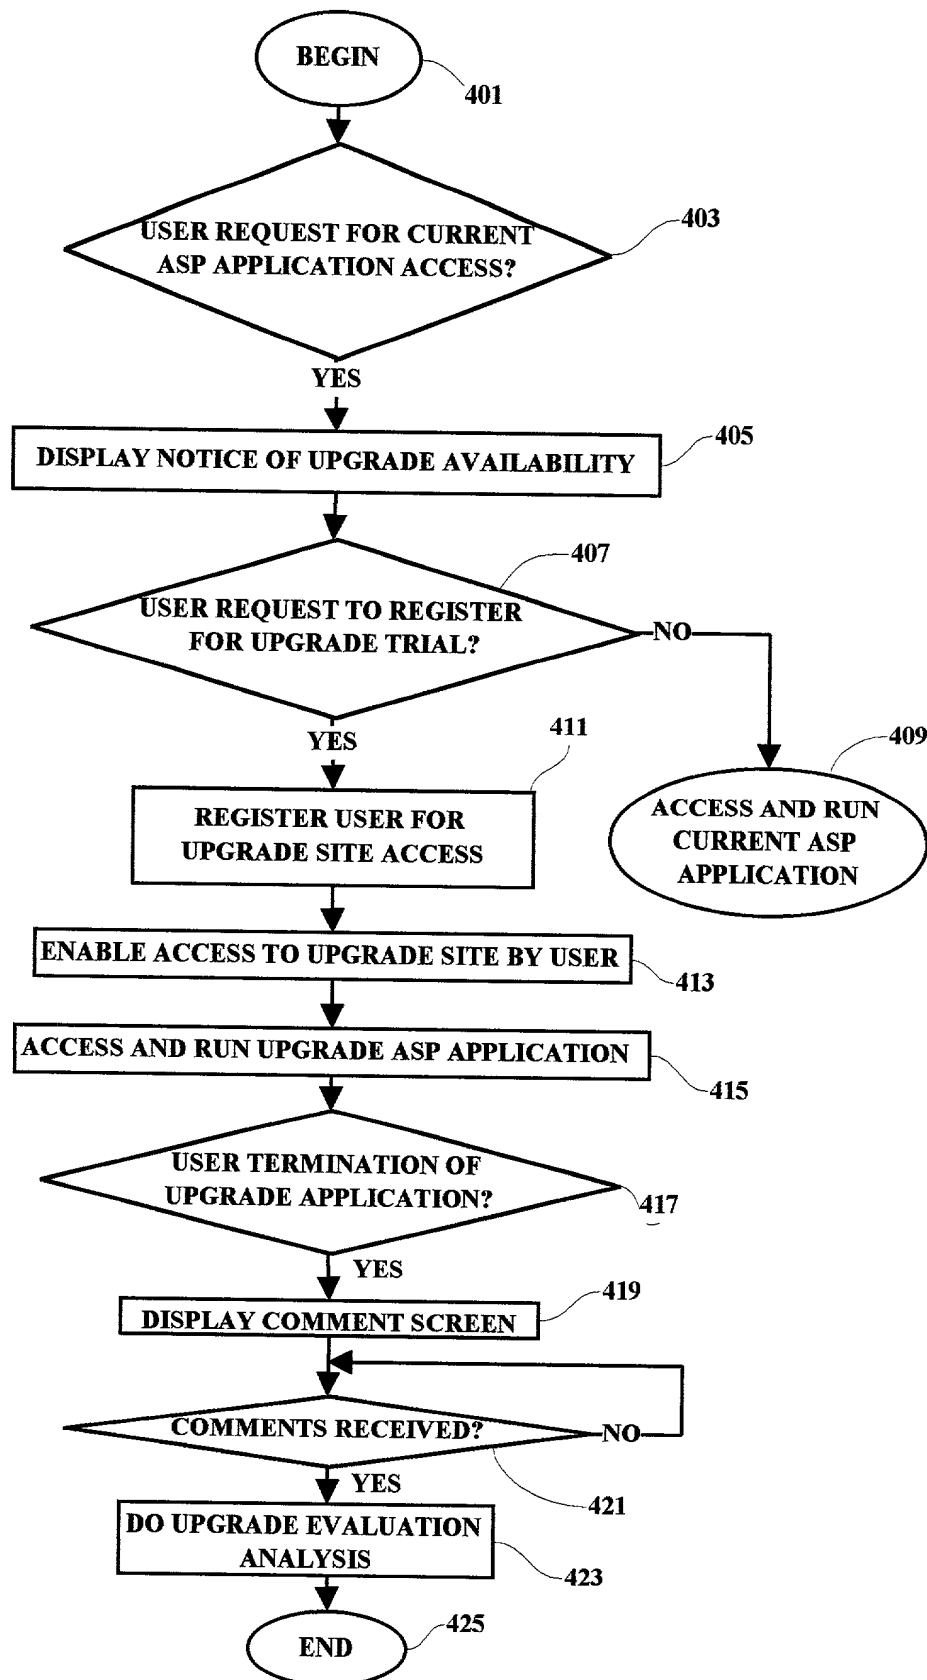 BEGIN
401
USER REQUEST FOR CURRENT
ASP APPLICATION ACCESS?
403
YES
DISPLAY NOTICE OF UPGRADE AVAILABILITY
405
407
USER REQUEST TO REGISTER
FOR UPGRADE TRIAL?
NO
YES
411
409
REGISTER USER FOR
UPGRADE SITE ACCESS
ACCESS AND RUN
CURRENT ASP
APPLICATION
ENABLE ACCESS TO UPGRADE SITE BY USER
413
ACCESS AND RUN UPGRADE ASP APPLICATION
415
USER TERMINATION OF
UPGRADE APPLICATION?
417
YES
419
DISPLAY COMMENT SCREEN
COMMENTS RECEIVED?
NO
YES
421
DO UPGRADE EVALUATION
ANALYSIS
423
END
425